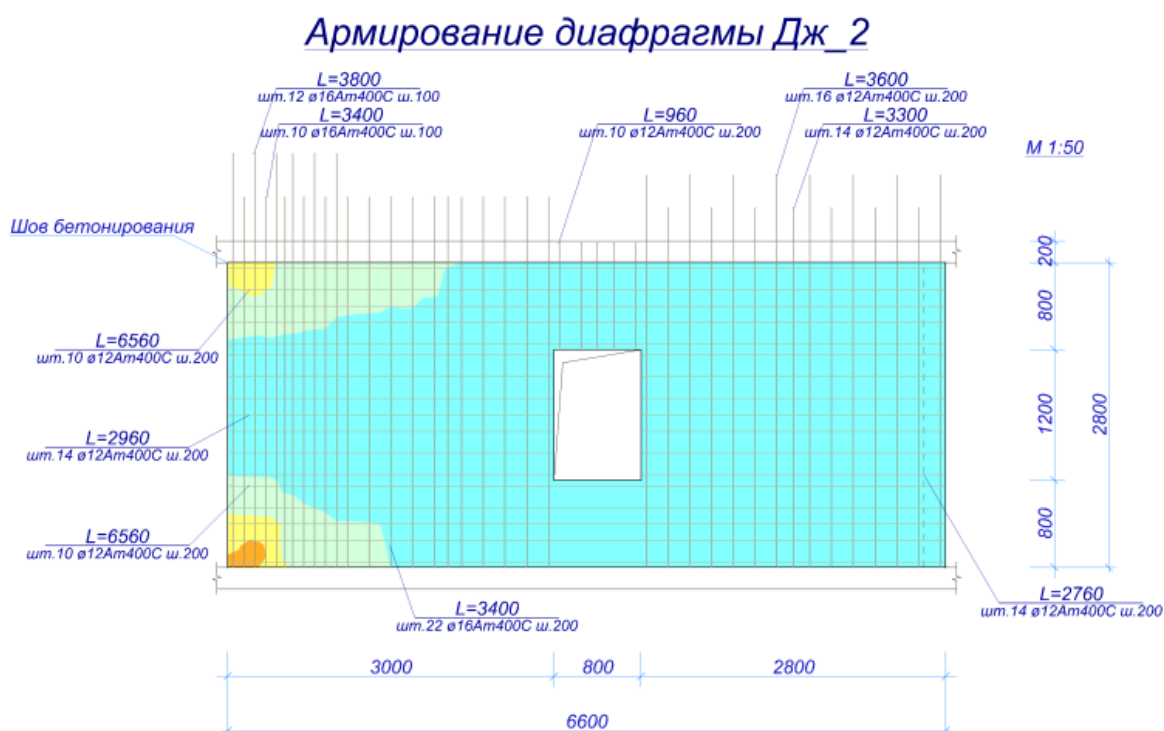 Армирование диафрагмы Дж_2
L=3800
шт.12 ø16Ат400С ш.100
L=3400
шт.10 ø16Ат400С ш.100
L=960
шт.10 ø12Ат400С ш.200
L=3600
шт.16 ø12Ат400С ш.200
L=3300
шт.14 ø12Ат400С ш.200
М 1:50
Шов бетонирования
200
800
1200
2800
800
L=6560
шт.10 ø12Ат400С ш.200
L=2960
шт.14 ø12Ат400С ш.200
L=6560
шт.10 ø12Ат400С ш.200
L=3400
шт.22 ø16Ат400С ш.200
L=2760
шт.14 ø12Ат400С ш.200
3000
800
2800
6600